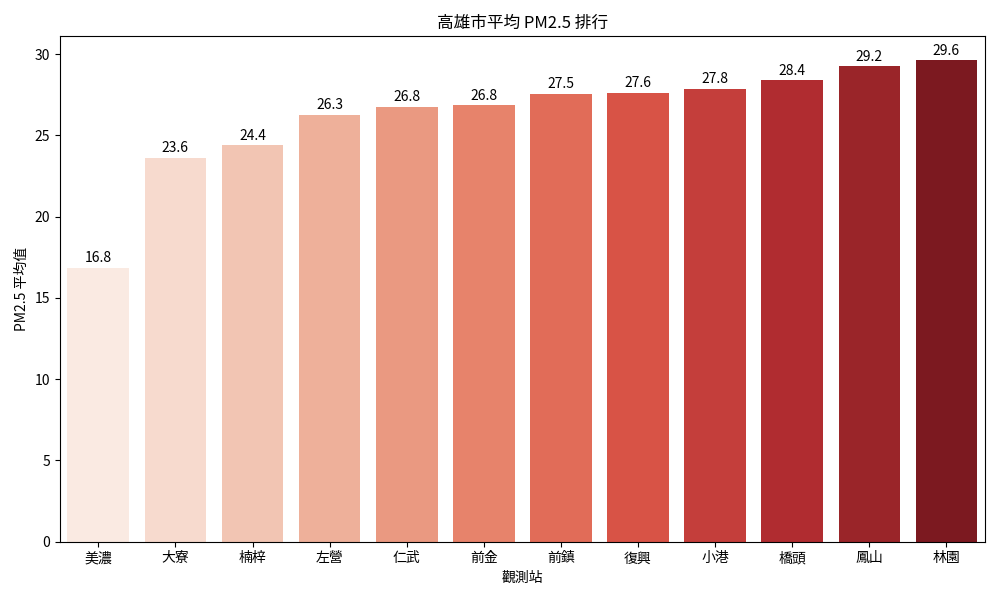 高雄市平均 PM2.5 排行
PM2.5 平均值
30
25
20
15
10
5
0
16.8
23.6
24.4
26.3
26.8
26.8
27.5
27.6
27.8
28.4
29.2
29.6
美濃
大寮
楠梓
左營
仁武
前金
前鎮
復興
小港
橋頭
鳳山
林園
觀測站